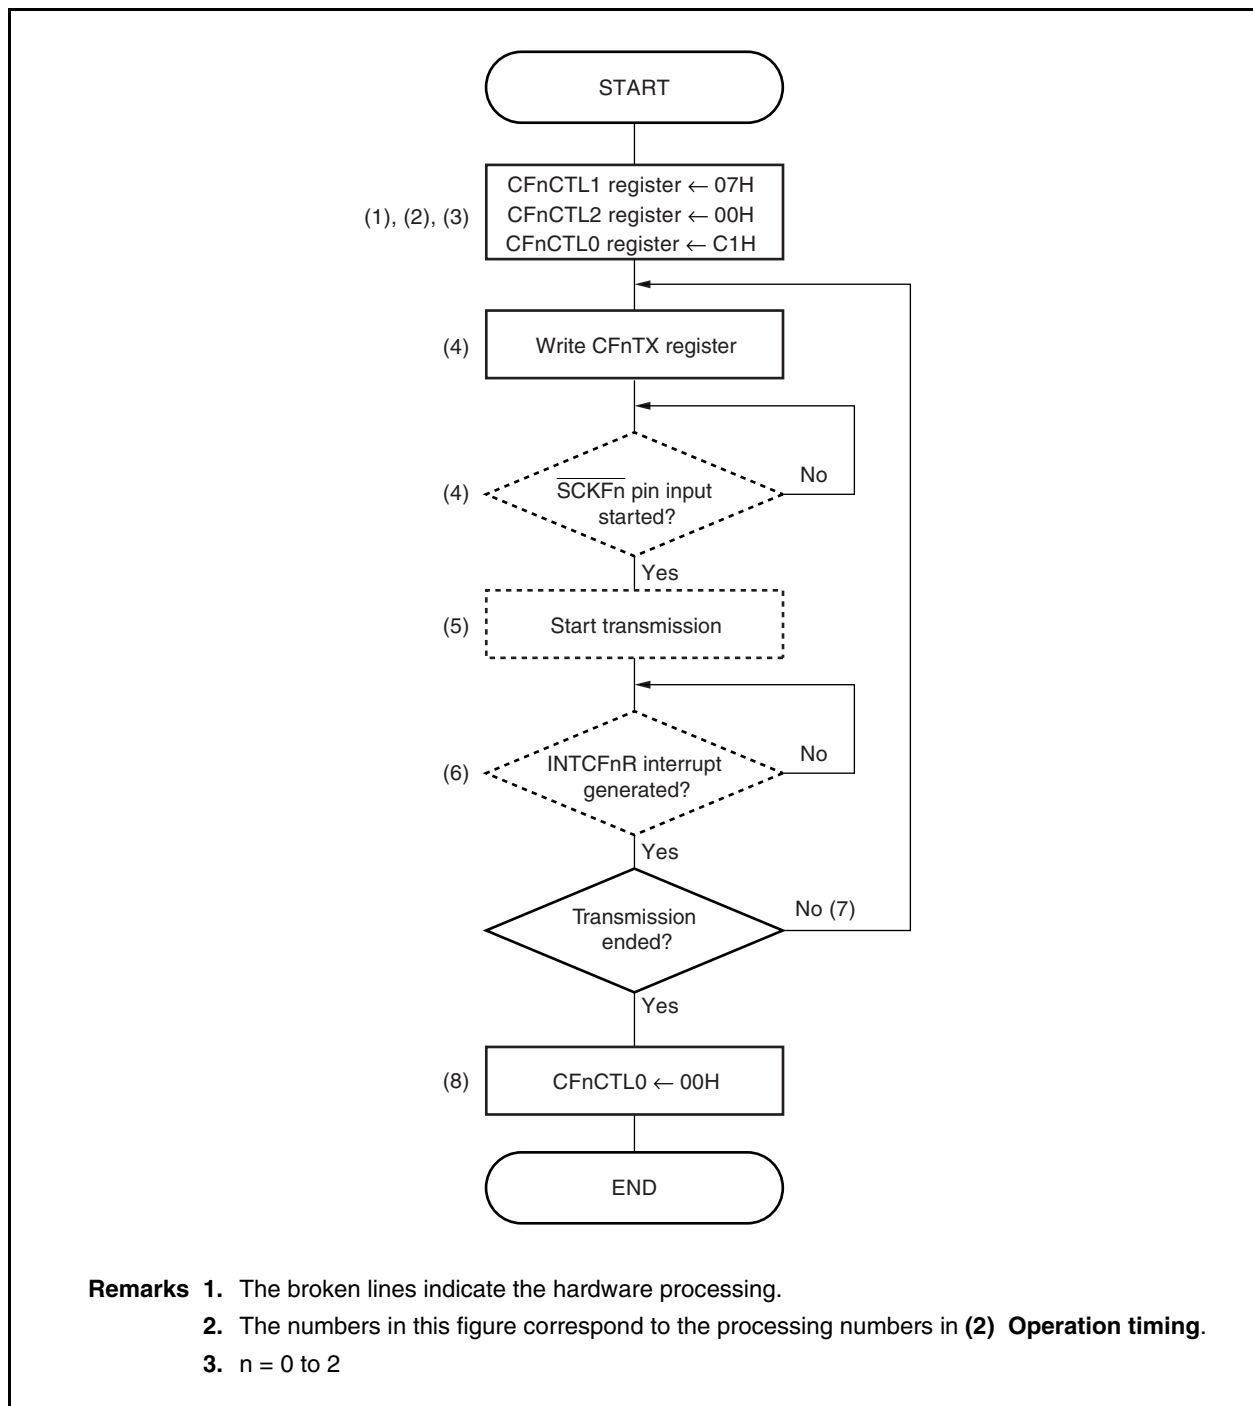 START
(1), (2), (3)
CFnCTL1 register ← 07H
CFnCTL2 register ← 00H
CFnCTL0 register ← C1H
(4)
Write CFnTX register
(4)
SCKFn pin input
started?
No
Yes
(5)
Start transmission
(6)
INTCFnR interrupt
generated?
No
Yes
Transmission
ended?
No (7)
Yes
(8)
CFnCTL0 ← 00H
END
Remarks 1. The broken lines indicate the hardware processing.
2. The numbers in this figure correspond to the processing numbers in (2) Operation timing.
3. n = 0 to 2